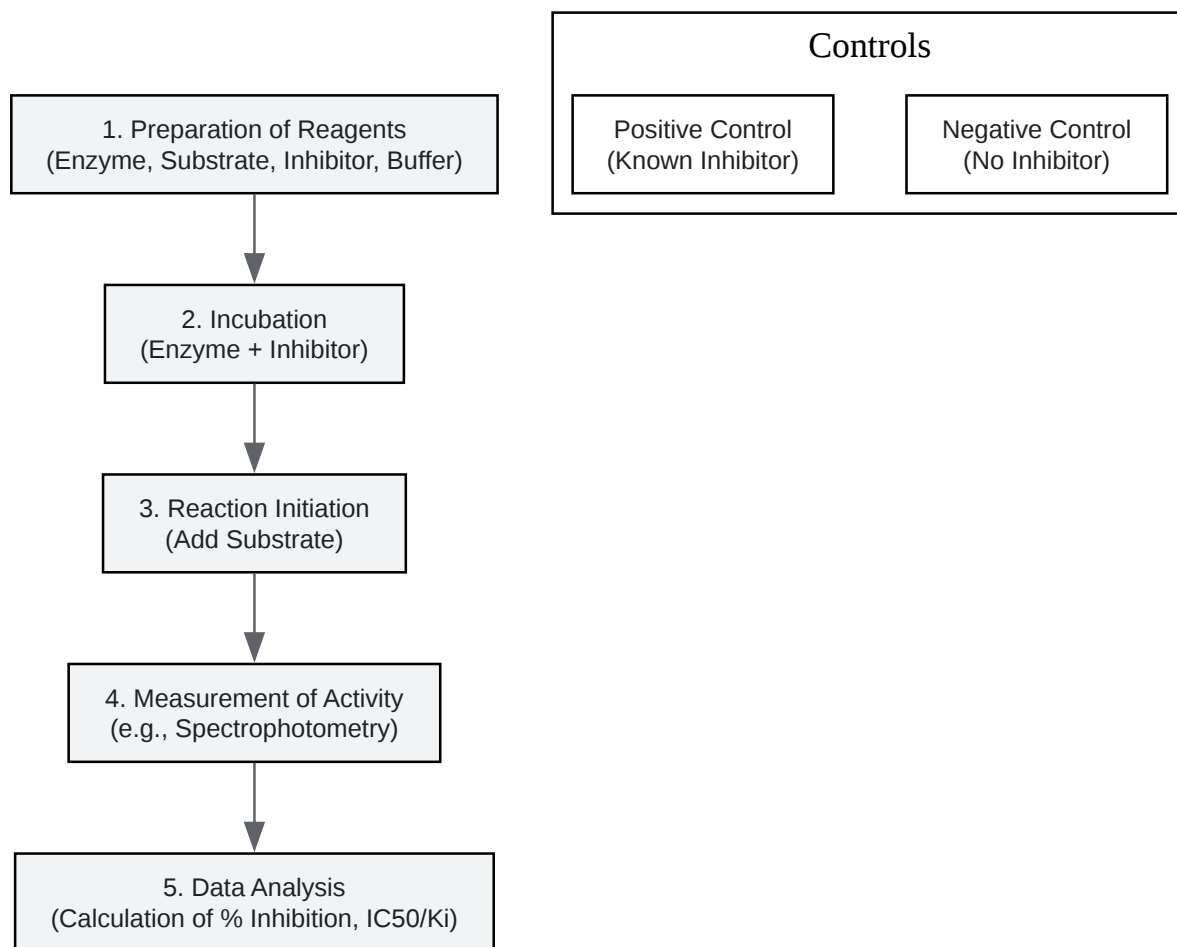 Controls
Positive Control
(Known Inhibitor)
Negative Control
(No Inhibitor)
1. Preparation of Reagents
(Enzyme, Substrate, Inhibitor, Buffer)
2. Incubation
(Enzyme + Inhibitor)
3. Reaction Initiation
(Add Substrate)
4. Measurement of Activity
(e.g., Spectrophotometry)
5. Data Analysis
(Calculation of % Inhibition, IC50/Ki)